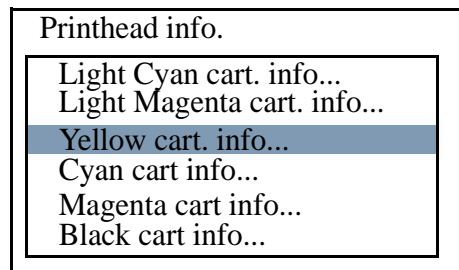 Printhead info.
Light Cyan cart. info...
Light Magenta cart. info...
Yellow cart. info...
Cyan cart info...
Magenta cart info...
Black cart info...